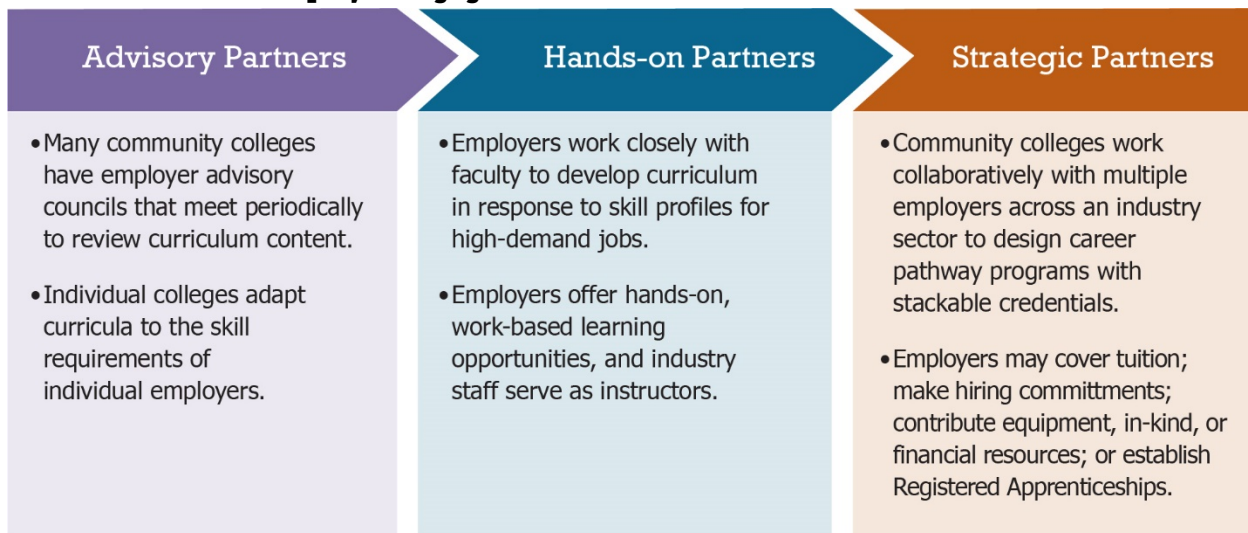 Advisory Partners
•Many community colleges
have employer advisory
councils that meet periodically
to review curriculum content.
•Individual colleges adapt
curricula to the skill
requirements of
individual employers.
Hands-on Partners
•Employers work closely with
faculty to develop curriculum
in response to skill profiles for
high-demand jobs.
•Employers offer hands-on,
work-based learning
opportunities, and industry
staff serve as instructors.
Strategic Partners
•Community colleges work
collaboratively with multiple
employers across an industry
sector to design career
pathway programs with
stackable credentials.
•Employers may cover tuition;
make hiring committments;
contribute equipment, in-kind, or
financial resources; or establish
Registered Apprenticeships.